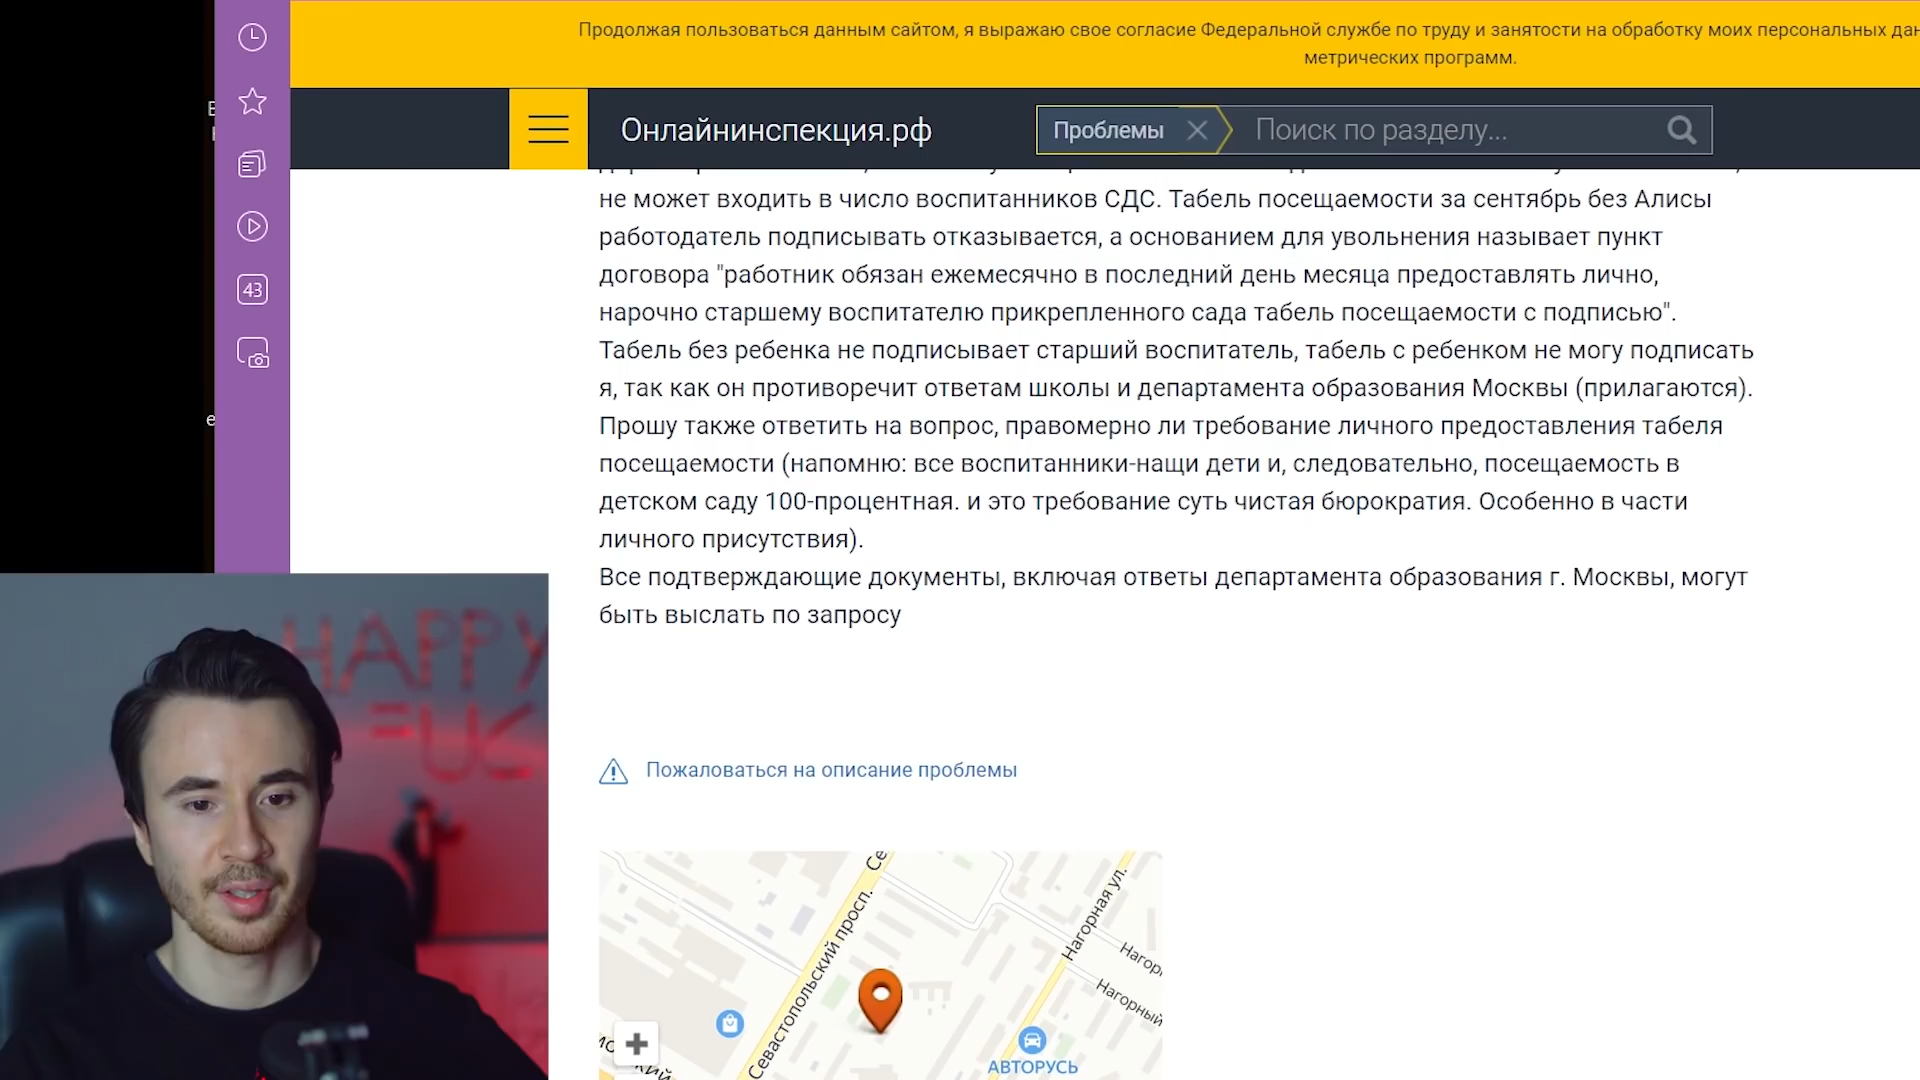 Продолжая пользоваться данным сайтом, я выражаю свое согласие Федеральной службе по труду и занятости на обработку моих персональных дан
метрических программ.
Онлайнинспекция.рф
Проблемы
Поиск по разделу...
не может входить в число воспитанников СДС. Табель посещаемости за сентябрь без Алисы
работодатель подписывать отказывается, а основанием для увольнения называет пункт
договора "работник обязан ежемесячно в последний день месяца предоставлять лично,
нарочно старшему воспитателю прикрепленного сада табель посещаемости с подписью".
Табель без ребенка не подписывает старший воспитатель, табель с ребенком не могу подписать
я, так как он противоречит ответам школы и департамента образования Москвы (прилагаются).
Прошу также ответить на вопрос, правомерно ли требование личного предоставления табеля
посещаемости (напомню: все воспитанники-нащи дети и, следовательно, посещаемость в
детском саду 100-процентная. и это требование суть чистая бюрократия. Особенно в части
личного присутствия).
Все подтверждающие документы, включая ответы департамента образования г. Москвы, могут
быть выслать по запросу
43
HAPPY
Пожаловаться на описание проблемы
Се
Севастопольский просп.
Нагорная ул.
Нагор
Нагорный
АВТОРУСЬ